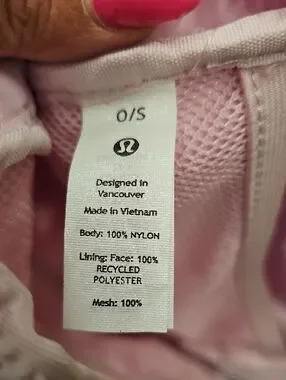 O/S
Designed in
Vancouver
Made in Vietnam
Body: 100% NYLON
Lining: Face: 100%
RECYCLED
POLYESTER
Mesh: 100%